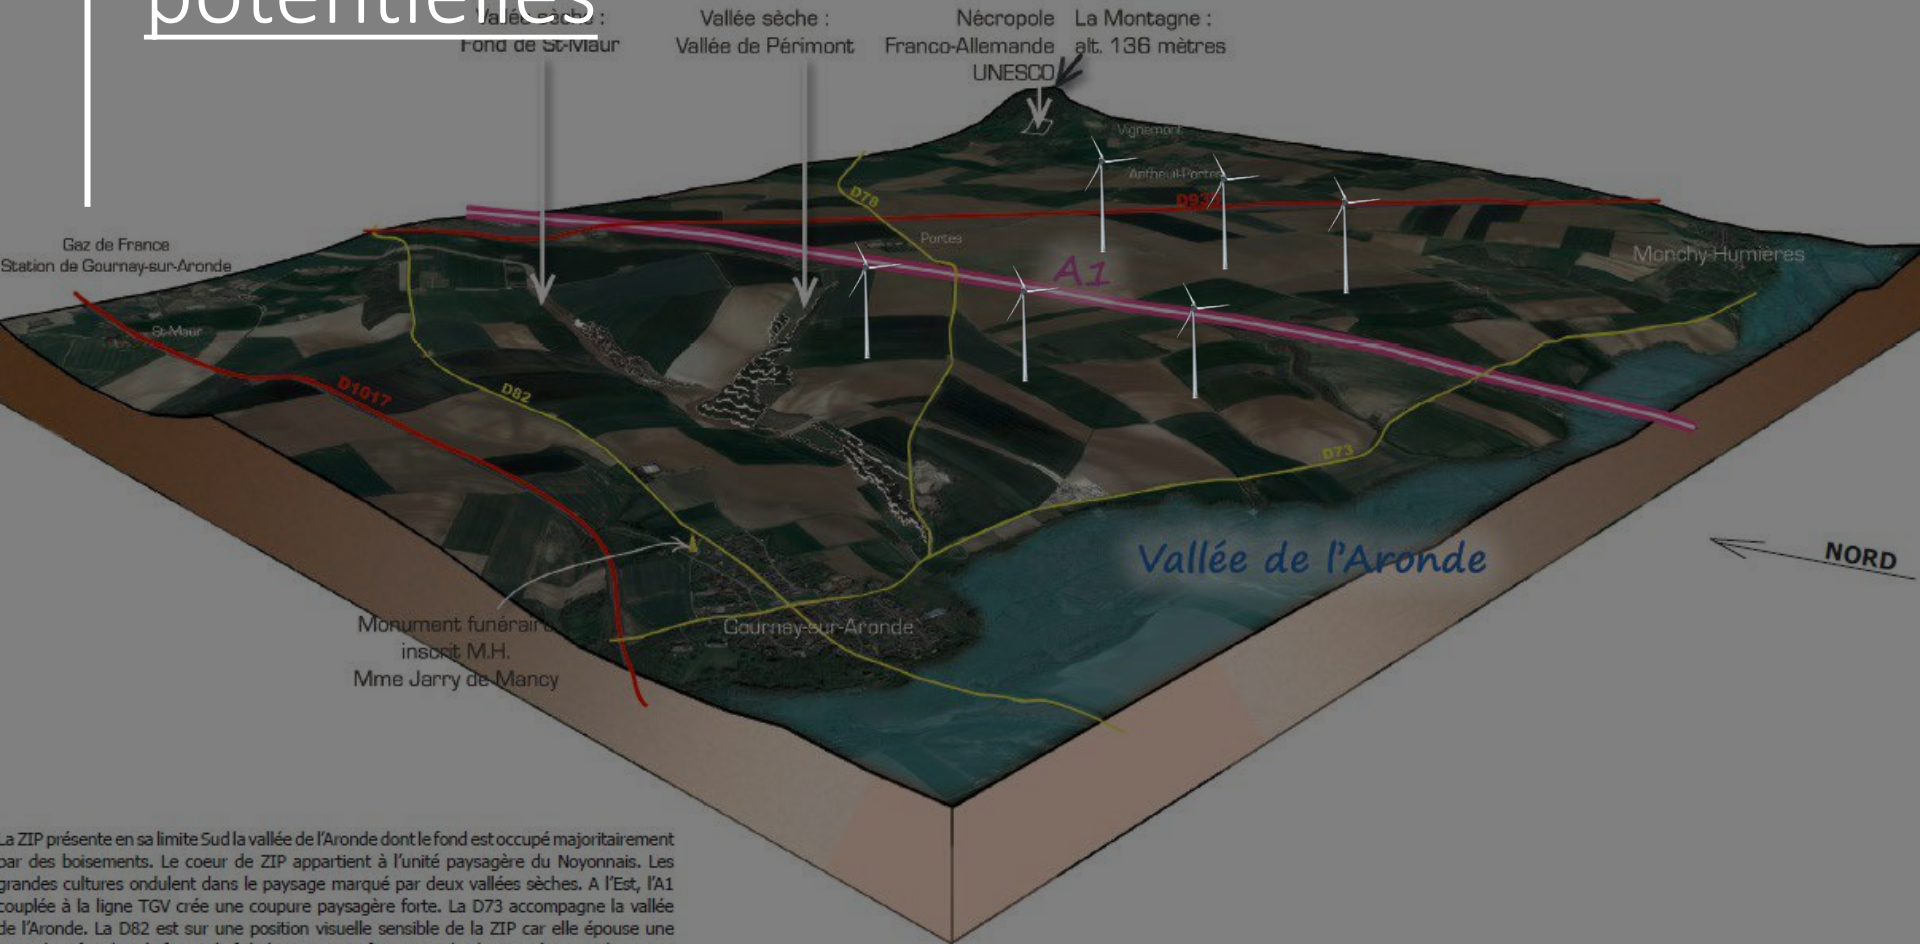 potentielles
Vallée sèche :
Fond de St-Maur
Vallée sèche :
Vallée de Périmont
Nécropole
Franco-Allemande
UNESCO
La Montagne :
alt. 136 mètres
Vignemont
Antheuil-Portes
D935
D78
Portes
A1
Monchy-Humières
Gaz de France
Station de Gournay-sur-Aronde
St-Maur
D1017
D82
D73
Vallée de l'Aronde
NORD
Monument funéraire
inscrit M.H.
Mme Jarry de Mancy
Gournay-sur-Aronde
La ZIP présente en sa limite Sud la vallée de l'Aronde dont le fond est occupé majoritairement
par des boisements. Le coeur de ZIP appartient à l'unité paysagère du Noyonnais. Les
grandes cultures ondulent dans le paysage marqué par deux vallées sèches. A l'Est, l'A1
couplée à la ligne TGV crée une coupure paysagère forte. La D73 accompagne la vallée
de l'Aronde. La D82 est sur une position visuelle sensible de la ZIP car elle épouse une